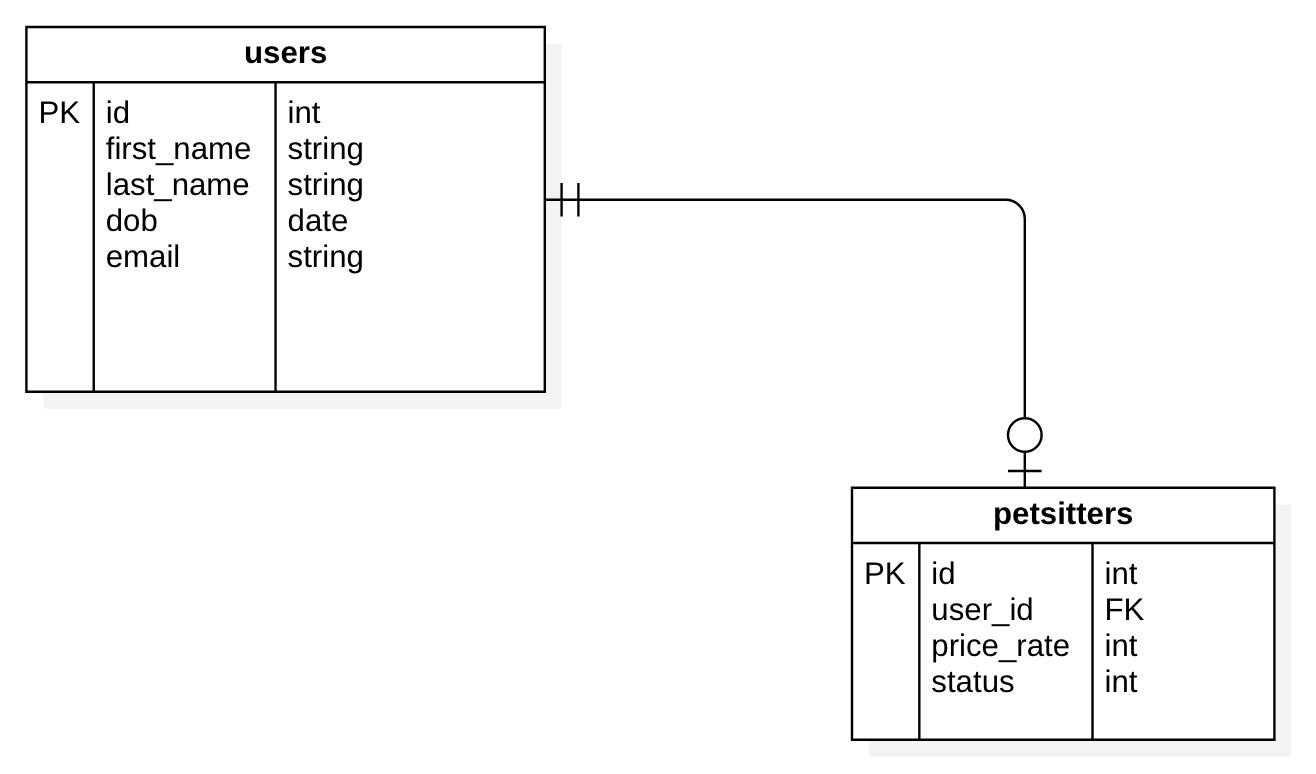 users
PK id int
first_name string
last_name string
dob date
email string
petsitters
PK id int
user_id FK
price_rate int
status int